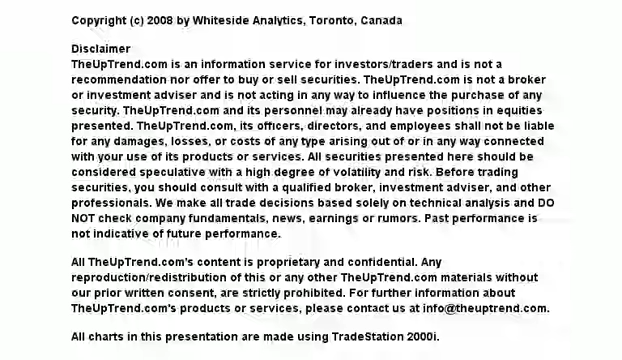 Copyright (c) 2008 by Whiteside Analytics, Toronto, Canada
Disclaimer
TheUpTrend.com is an information service for investors/traders and is not a
recommendation nor offer to buy or sell securities. TheUpTrend.com is not a broker
or investment adviser and is not acting in any way to influence the purchase of any
security. TheUpTrend.com and its personnel may already have positions in equities
presented. TheUpTrend.com, its officers, directors, and employees shall not be liable
for any damages, losses, or costs of any type arising out of or in any way connected
with your use of its products or services. All securities presented here should be
considered speculative with a high degree of volatility and risk. Before trading
securities, you should consult with a qualified broker, investment adviser, and other
professionals. We make all trade decisions based solely on technical analysis and DO
NOT check company fundamentals, news, earnings or rumors. Past performance is
not indicative of future performance.
All TheUpTrend.com's content is proprietary and confidential. Any
reproduction/redistribution of this or any other TheUpTrend.com materials without
our prior written consent, are strictly prohibited. For further information about
TheUpTrend.com's products or services, please contact us at info@theuptrend.com.
All charts in this presentation are made using TradeStation 2000i.